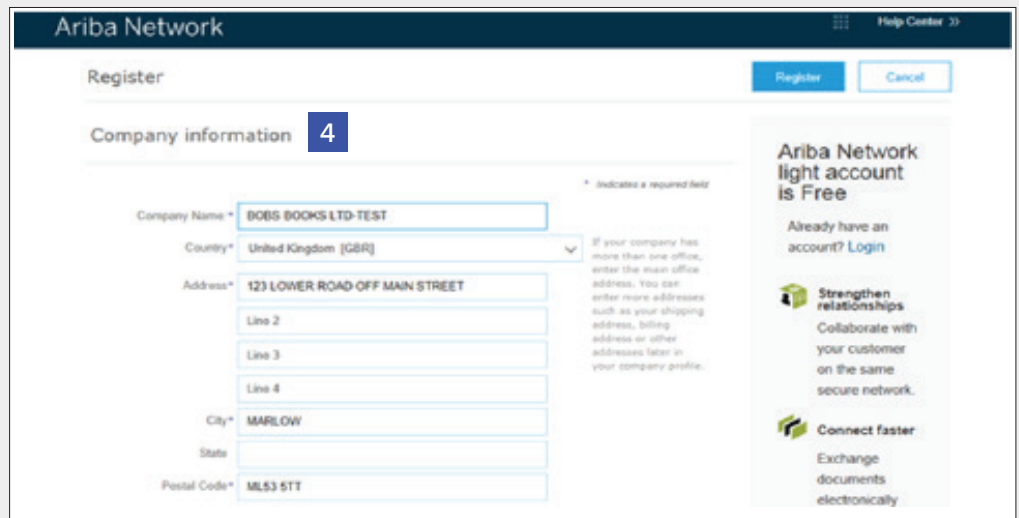 Ariba Network
Help Center »
Register
Register
Cancel
Company information
4
* Indicates a required field
Company Name *
BOBS BOOKS LTD-TEST
Country*
United Kingdom [GBR]
If your company has
more than one office,
enter the main office
address. You can
enter more addresses
such as your shipping
address, billing
address or other
addresses later in
your company profile.
Address*
123 LOWER ROAD OFF MAIN STREET
Line 2
Line 3
Line 4
City*
MARLOW
State
Postal Code*
ML53 5TT
Ariba Network
light account
is Free
Already have an
account? Login
Strengthen
relationships
Collaborate with
your customer
on the same
secure network.
Connect faster
Exchange
documents
electronically